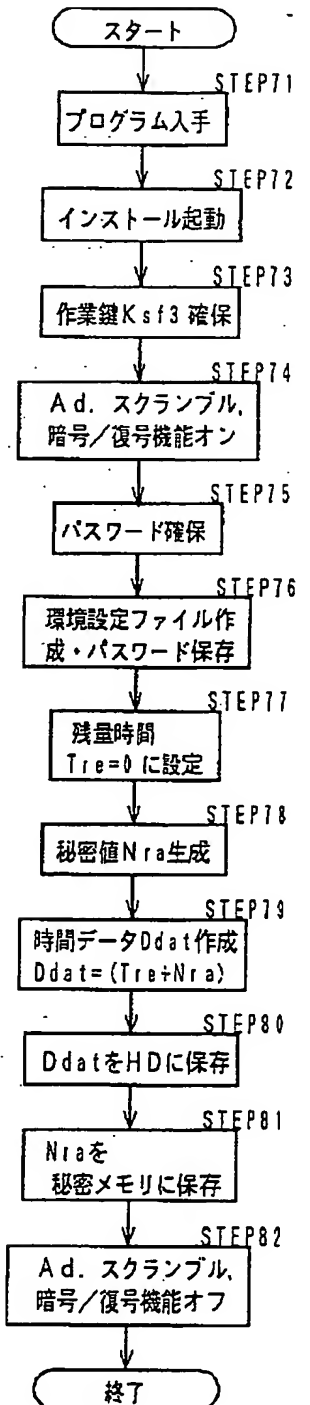 スタート
STEP71
プログラム入手
STEP72
インストール起動
STEP73
作業鍵Ksf3確保
STEP74
Ad. スクランブル,
暗号/復号機能オン
STEP75
パスワード確保
STEP76
環境設定ファイル作
成・パスワード保存
STEP77
残量時間
Tre=0に設定
STEP78
秘密値Nra生成
STEP79
時間データDdat作成
Ddat=(Tre+Nra)
STEP80
DdatをHDに保存
STEP81
Nraを
秘密メモリに保存
STEP82
Ad. スクランブル,
暗号/復号機能オフ
終了